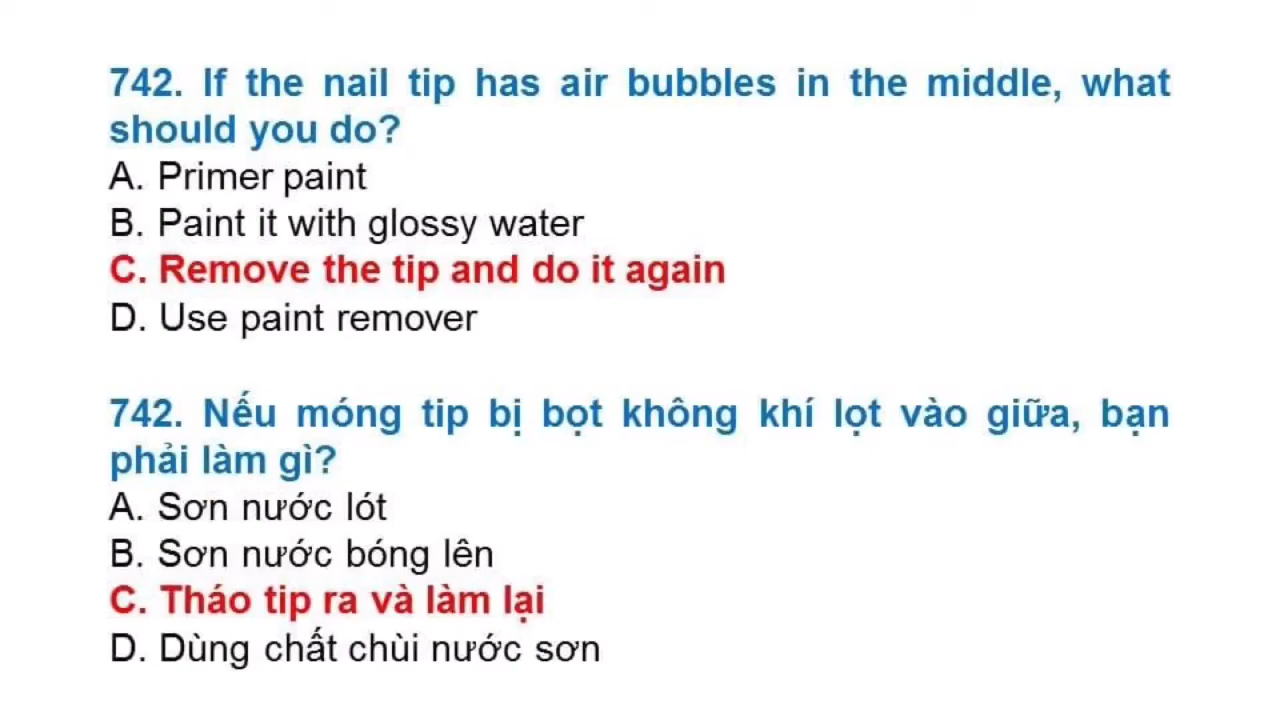 742. If the nail tip has air bubbles in the middle, what
should you do?
A. Primer paint
B. Paint it with glossy water
C. Remove the tip and do it again
D. Use paint remover
742. Nếu móng tip bị bọt không khí lọt vào giữa, bạn
phải làm gì?
A. Sơn nước lót
B. Sơn nước bóng lên
C. Tháo tip ra và làm lại
D. Dùng chất chùi nước sơn